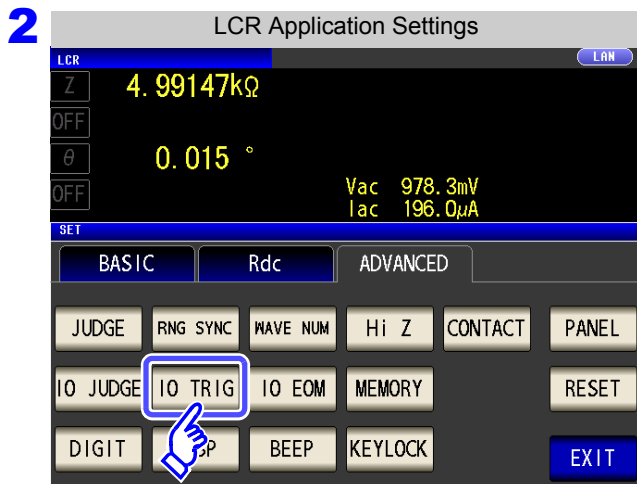 2
LCR Application Settings
LCR
LAN
Z 4.99147kΩ
OFF
θ 0.015 °
OFF
Vac 978.3mV
Iac 196.0μA
SET
BASIC Rdc ADVANCED
JUDGE RNG SYNC WAVE NUM Hi Z CONTACT PANEL
IO JUDGE IO TRIG IO EOM MEMORY RESET
DIGIT BEEP KEYLOCK EXIT